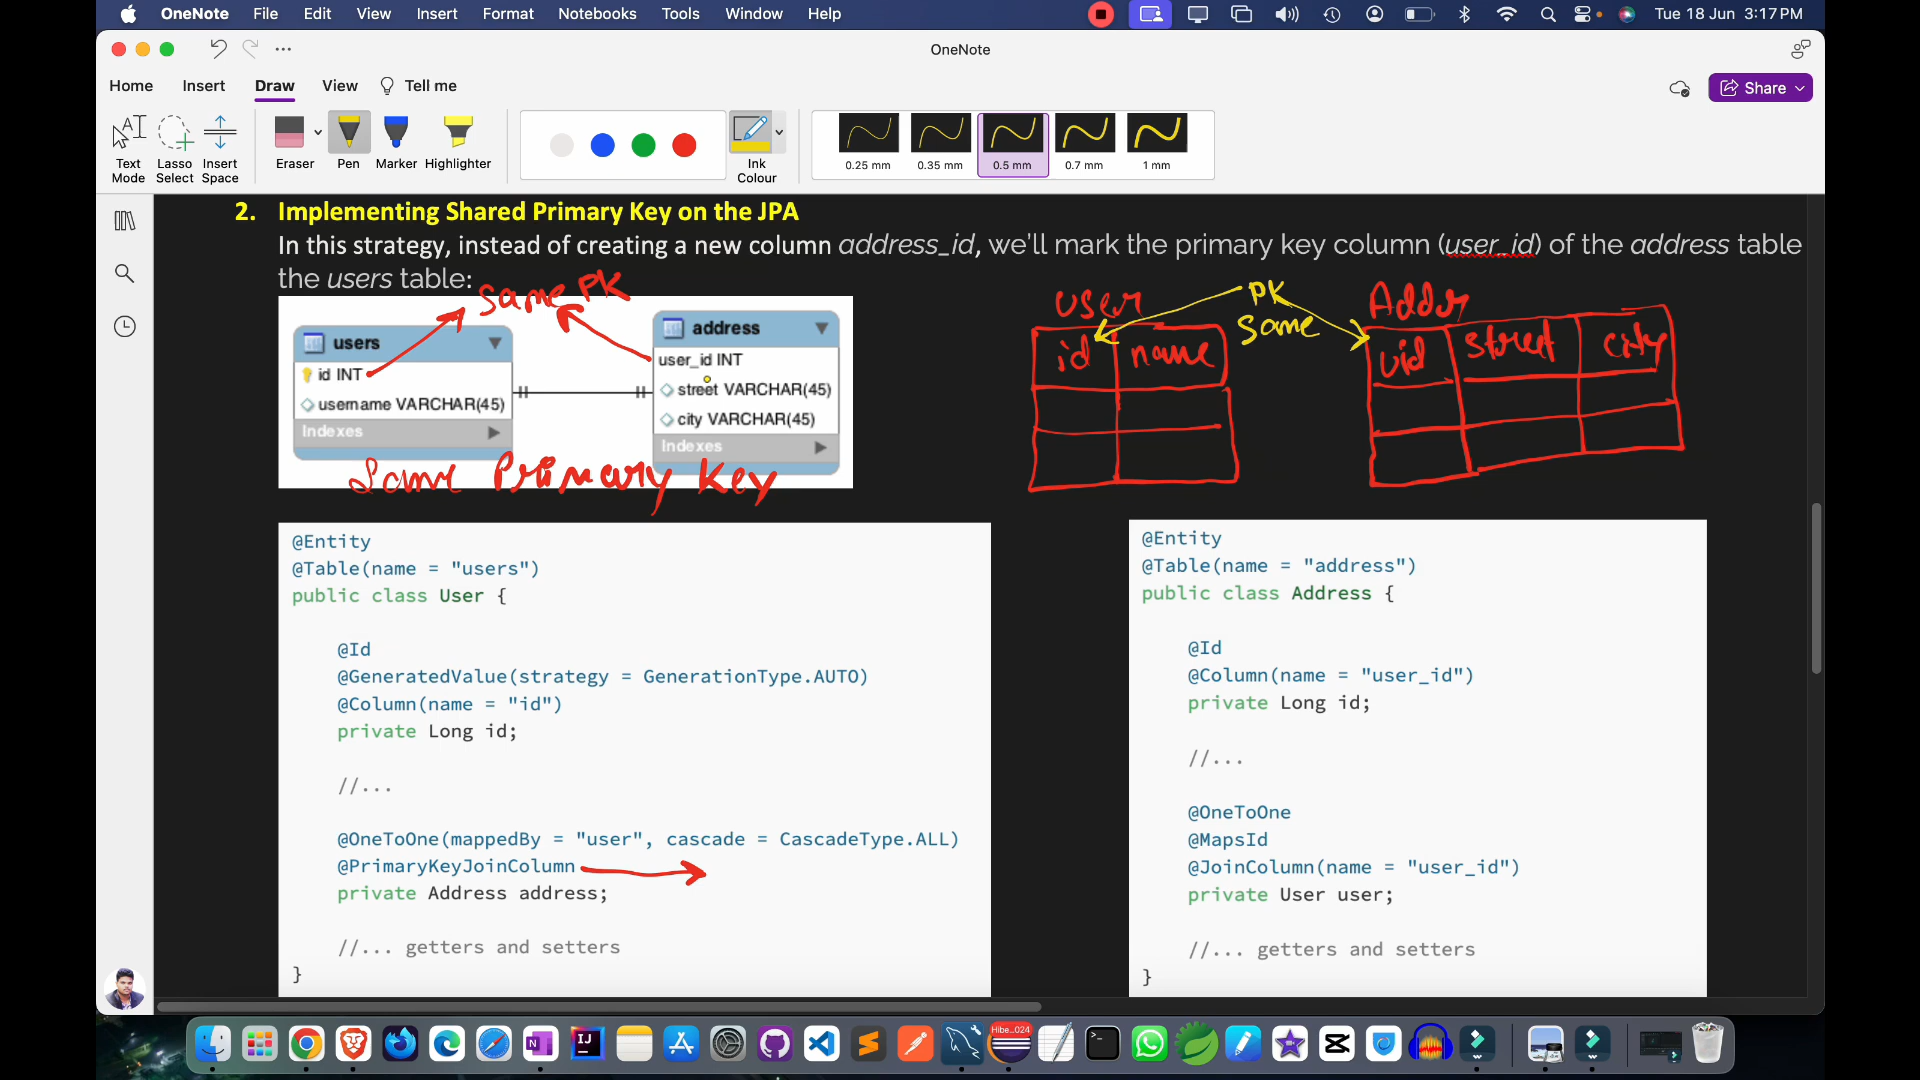 OneNote File Edit View Insert Format Notebooks Tools Window Help Tue 18 Jun 3:17 PM
OneNote
Home Insert Draw View Tell me Share
Text Mode
Lasso Select
Insert Space
Eraser Pen Marker Highlighter
Ink Colour
0.25 mm 0.35 mm 0.5 mm 0.7 mm 1 mm
2. Implementing Shared Primary Key on the JPA
In this strategy, instead of creating a new column address_id, we'll mark the primary key column (user_id) of the address table
the users table:
Same PK
users
id INT
username VARCHAR(45)
Indexes
address
user_id INT
street VARCHAR(45)
city VARCHAR(45)
Indexes
Same Primary Key
User
id name
PK
Same
Addr
uid street city
@Entity
@Table(name = "users")
public class User {
@Id
@GeneratedValue(strategy = GenerationType.AUTO)
@Column(name = "id")
private Long id;
//...
@OneToOne(mappedBy = "user", cascade = CascadeType.ALL)
@PrimaryKeyJoinColumn
private Address address;
//... getters and setters
}
@Entity
@Table(name = "address")
public class Address {
@Id
@Column(name = "user_id")
private Long id;
//...
@OneToOne
@MapsId
@JoinColumn(name = "user_id")
private User user;
//... getters and setters
}
Hibe_024